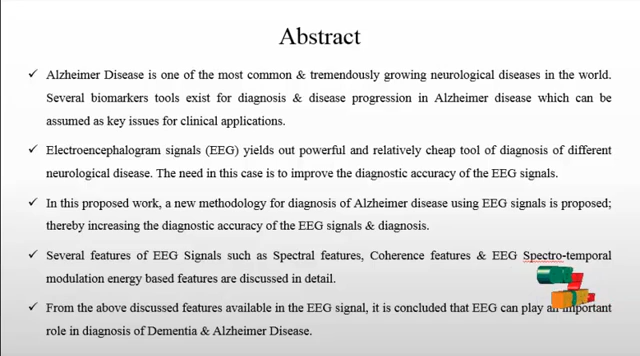 Abstract
✓ Alzheimer Disease is one of the most common & tremendously growing neurological diseases in the world.
Several biomarkers tools exist for diagnosis & disease progression in Alzheimer disease which can be
assumed as key issues for clinical applications.
✓ Electroencephalogram signals (EEG) yields out powerful and relatively cheap tool of diagnosis of different
neurological disease. The need in this case is to improve the diagnostic accuracy of the EEG signals.
✓ In this proposed work, a new methodology for diagnosis of Alzheimer disease using EEG signals is proposed;
thereby increasing the diagnostic accuracy of the EEG signals & diagnosis.
✓ Several features of EEG Signals such as Spectral features, Coherence features & EEG Spectro-temporal
modulation energy based features are discussed in detail.
✓ From the above discussed features available in the EEG signal, it is concluded that EEG can play an important
role in diagnosis of Dementia & Alzheimer Disease.